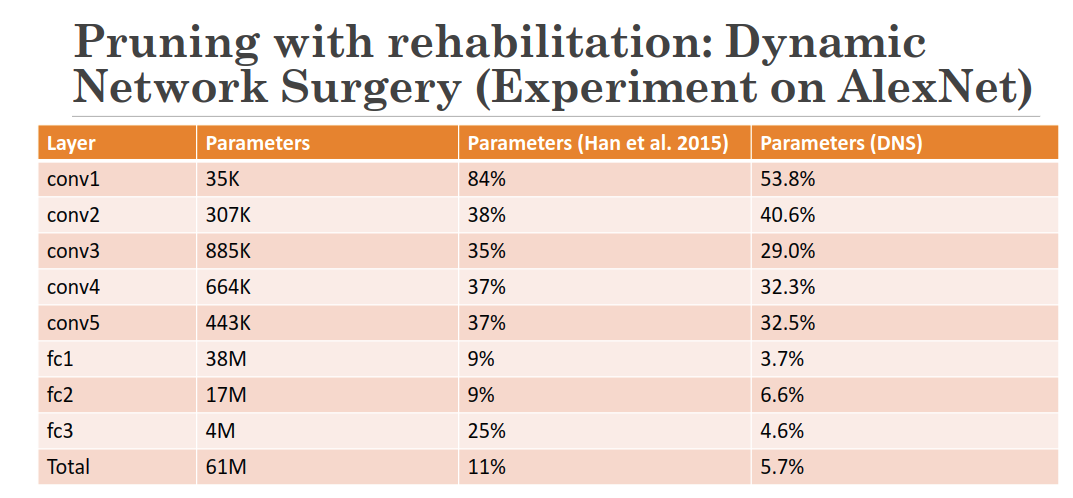 Pruning with rehabilitation: Dynamic
Network Surgery (Experiment on AlexNet)
Layer Parameters Parameters (Han et al. 2015) Parameters (DNS)
conv1 35K 84% 53.8%
conv2 307K 38% 40.6%
conv3 885K 35% 29.0%
conv4 664K 37% 32.3%
conv5 443K 37% 32.5%
fc1 38M 9% 3.7%
fc2 17M 9% 6.6%
fc3 4M 25% 4.6%
Total 61M 11% 5.7%